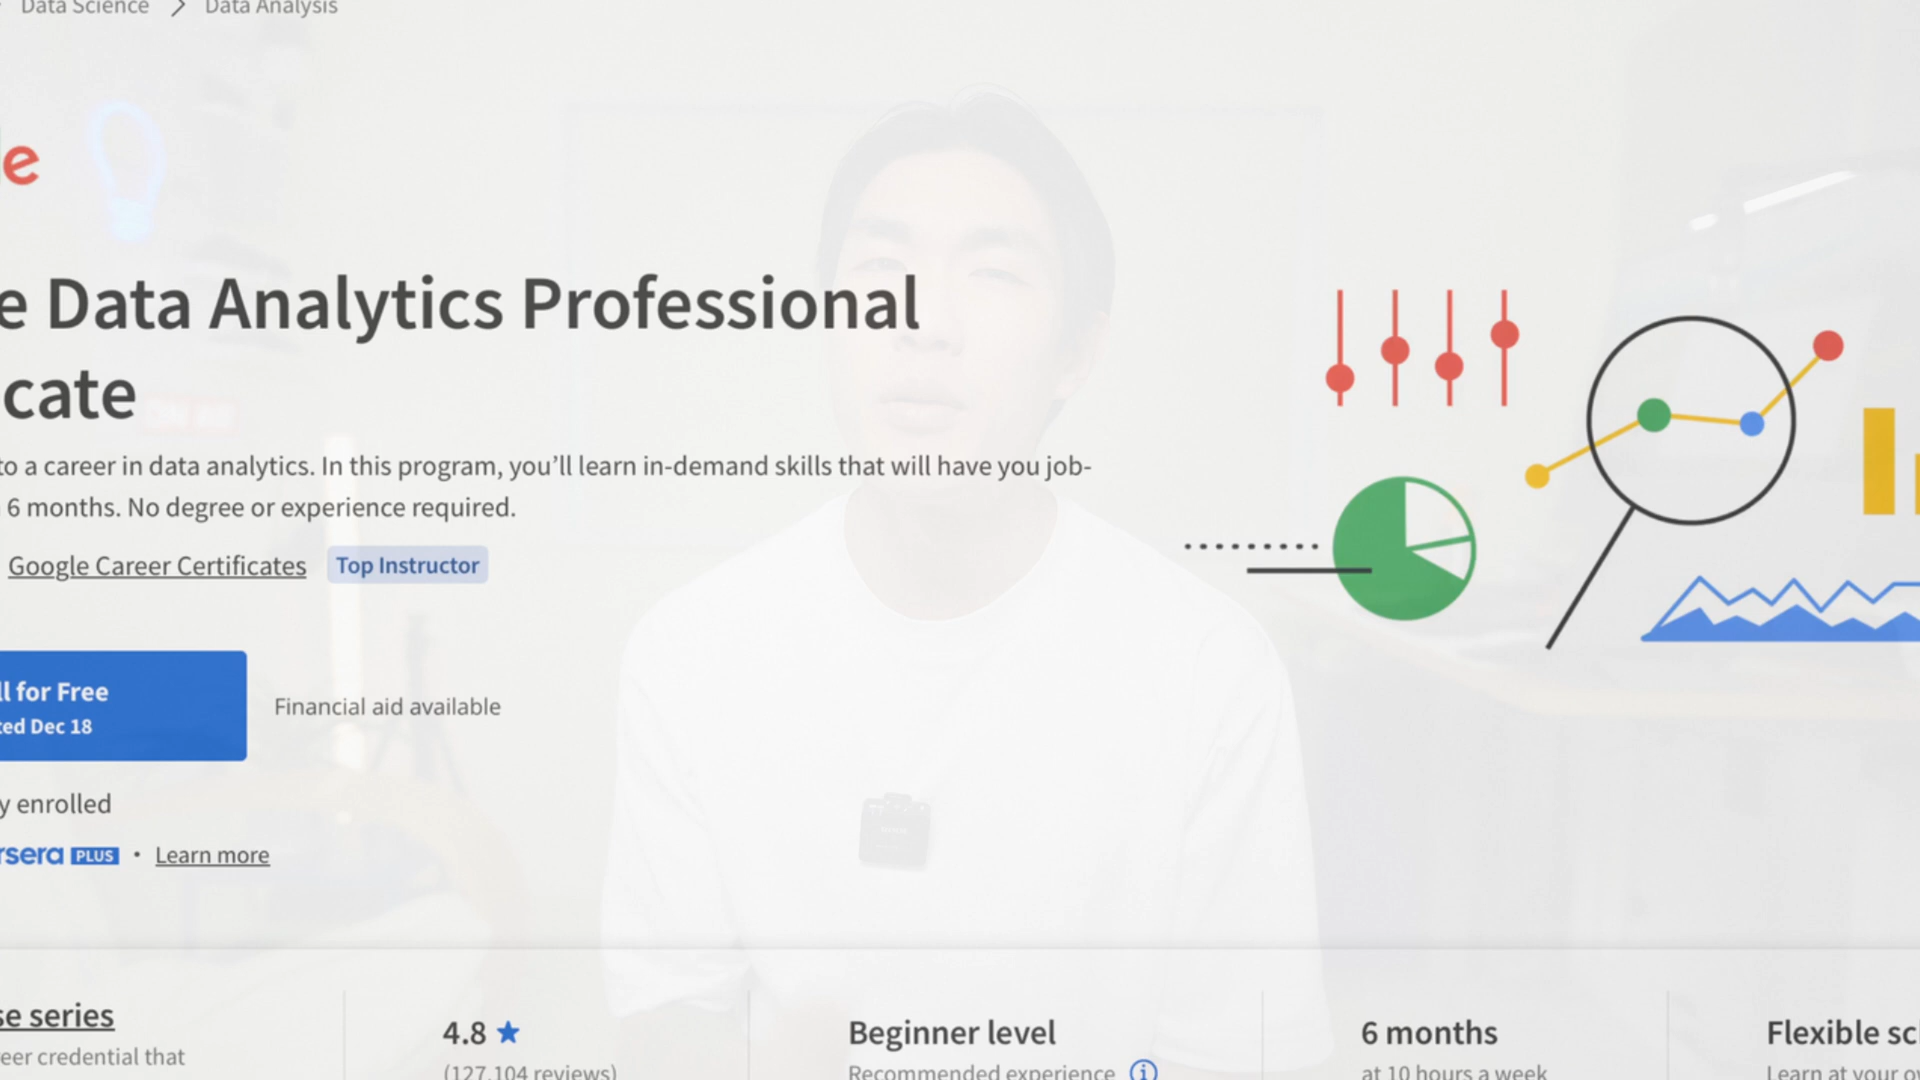 Data Science > Data Analysis
e
e Data Analytics Professional
cate
to a career in data analytics. In this program, you’ll learn in-demand skills that will have you job-
6 months. No degree or experience required.
Google Career Certificates Top Instructor
ll for Free
ted Dec 18
Financial aid available
y enrolled
rsera PLUS • Learn more
se series
eer credential that
4.8 ★
(127,104 reviews)
Beginner level
Recommended experience
6 months
at 10 hours a week
Flexible sc
Learn at your ow